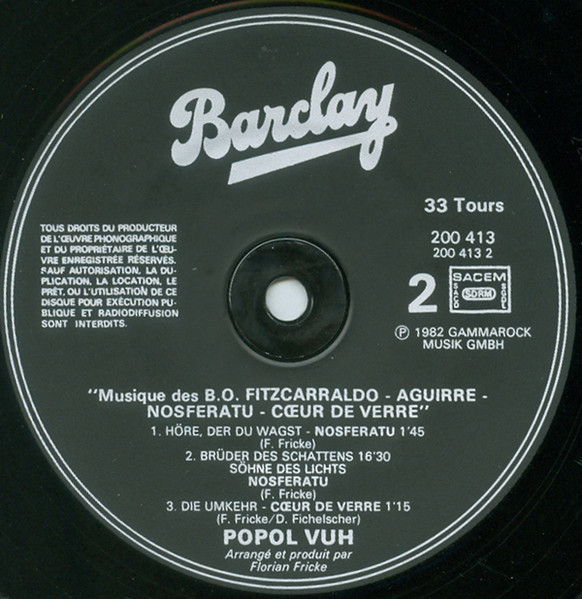 Barclay
33 Tours
200 413
200 413 2
2
SACEM
SACD
SDRM
SGDL
Ⓟ 1982 GAMMAROCK
MUSIK GMBH
TOUS DROITS DU PRODUCTEUR
DE L'ŒUVRE PHONOGRAPHIQUE
ET DU PROPRIÉTAIRE DE L'ŒU-
VRE ENREGISTRÉE RÉSERVÉS.
SAUF AUTORISATION, LA DU-
PLICATION, LA LOCATION, LE
PRÊT, OU L'UTILISATION DE CE
DISQUE POUR EXÉCUTION PU-
BLIQUE ET RADIODIFFUSION
SONT INTERDITS.
"Musique des B.O. FITZCARRALDO - AGUIRRE -
NOSFERATU - CŒUR DE VERRE"
1. HÖRE, DER DU WAGST - NOSFERATU 1'45
(F. Fricke)
2. BRÜDER DES SCHATTENS 16'30
SÖHNE DES LICHTS
NOSFERATU
(F. Fricke)
3. DIE UMKEHR - CŒUR DE VERRE 1'15
(F. Fricke/D. Fichelscher)
POPOL VUH
Arrangé et produit par
Florian Fricke